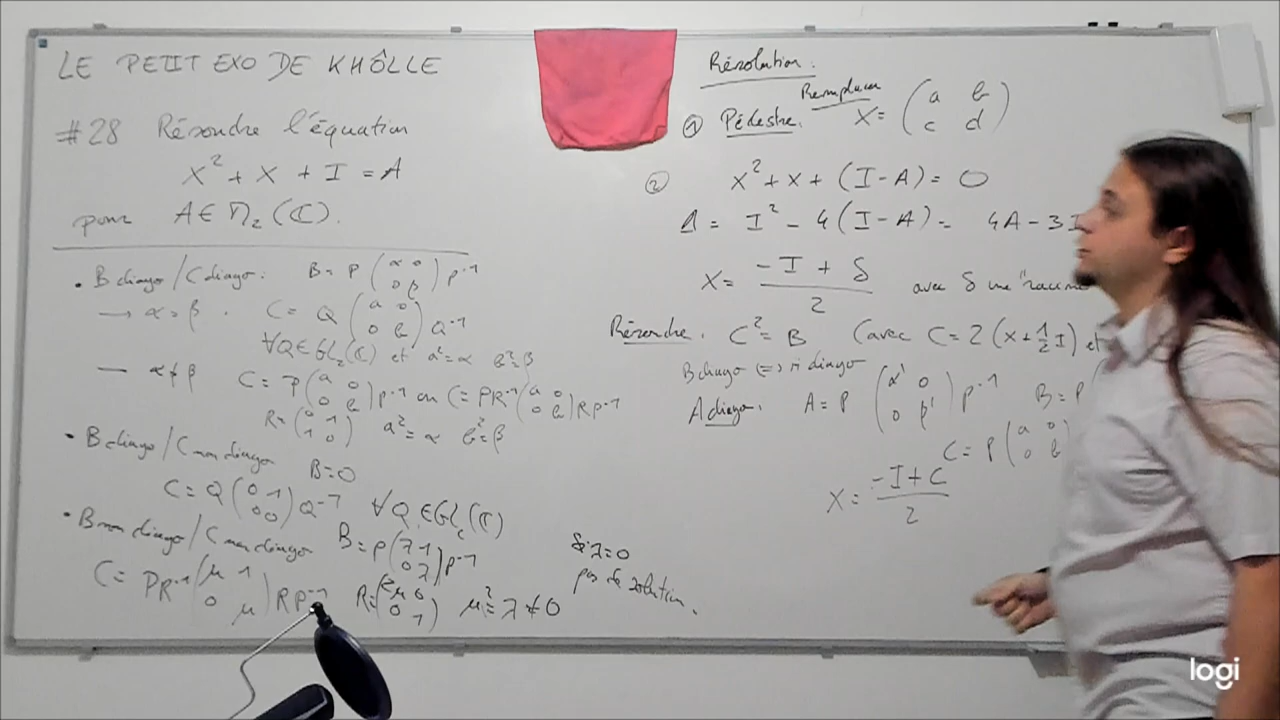 LE PETIT EXO DE KHÔLLE
#28 Résoudre l'équation
X² + X + I = A
pour A ∈ M₂(ℂ).
• B diago / C diago : B = P (α 0 ; 0 β) P⁻¹
→ α = β . C = Q (a 0 ; 0 b) Q⁻¹
∀Q ∈ GL₂(ℂ) et a² = α b² = β
— α ≠ β C = P (a 0 ; 0 b) P⁻¹ ou C = PR⁻¹ (a 0 ; 0 b) RP⁻¹
R = (0 1 ; 1 0) a² = α b² = β
• B diago / C non diago B = 0
C = Q (0 1 ; 0 0) Q⁻¹ ∀Q ∈ GL₂(ℂ)
• B non diago / C non diago B = P (λ 1 ; 0 λ) P⁻¹
C = PR⁻¹ (μ 1 ; 0 μ) RP⁻¹ R = (2μ 0 ; 0 1) μ² = λ ≠ 0
Si λ = 0
pas de solution.
Résolution :
① Pédestre. Remplacer X = (a b ; c d)
② X² + X + (I - A) = 0
Δ = I² - 4(I - A) = 4A - 3I
X = (-I + δ) / 2 avec δ une "racine
Résoudre. C² = B (avec C = 2(X + ½ I) et
B diago ⇔ A diago
A diago : A = P (α' 0 ; 0 β') P⁻¹ B = P
C = P (a 0 ; 0 b)
X = (-I + C) / 2
logi